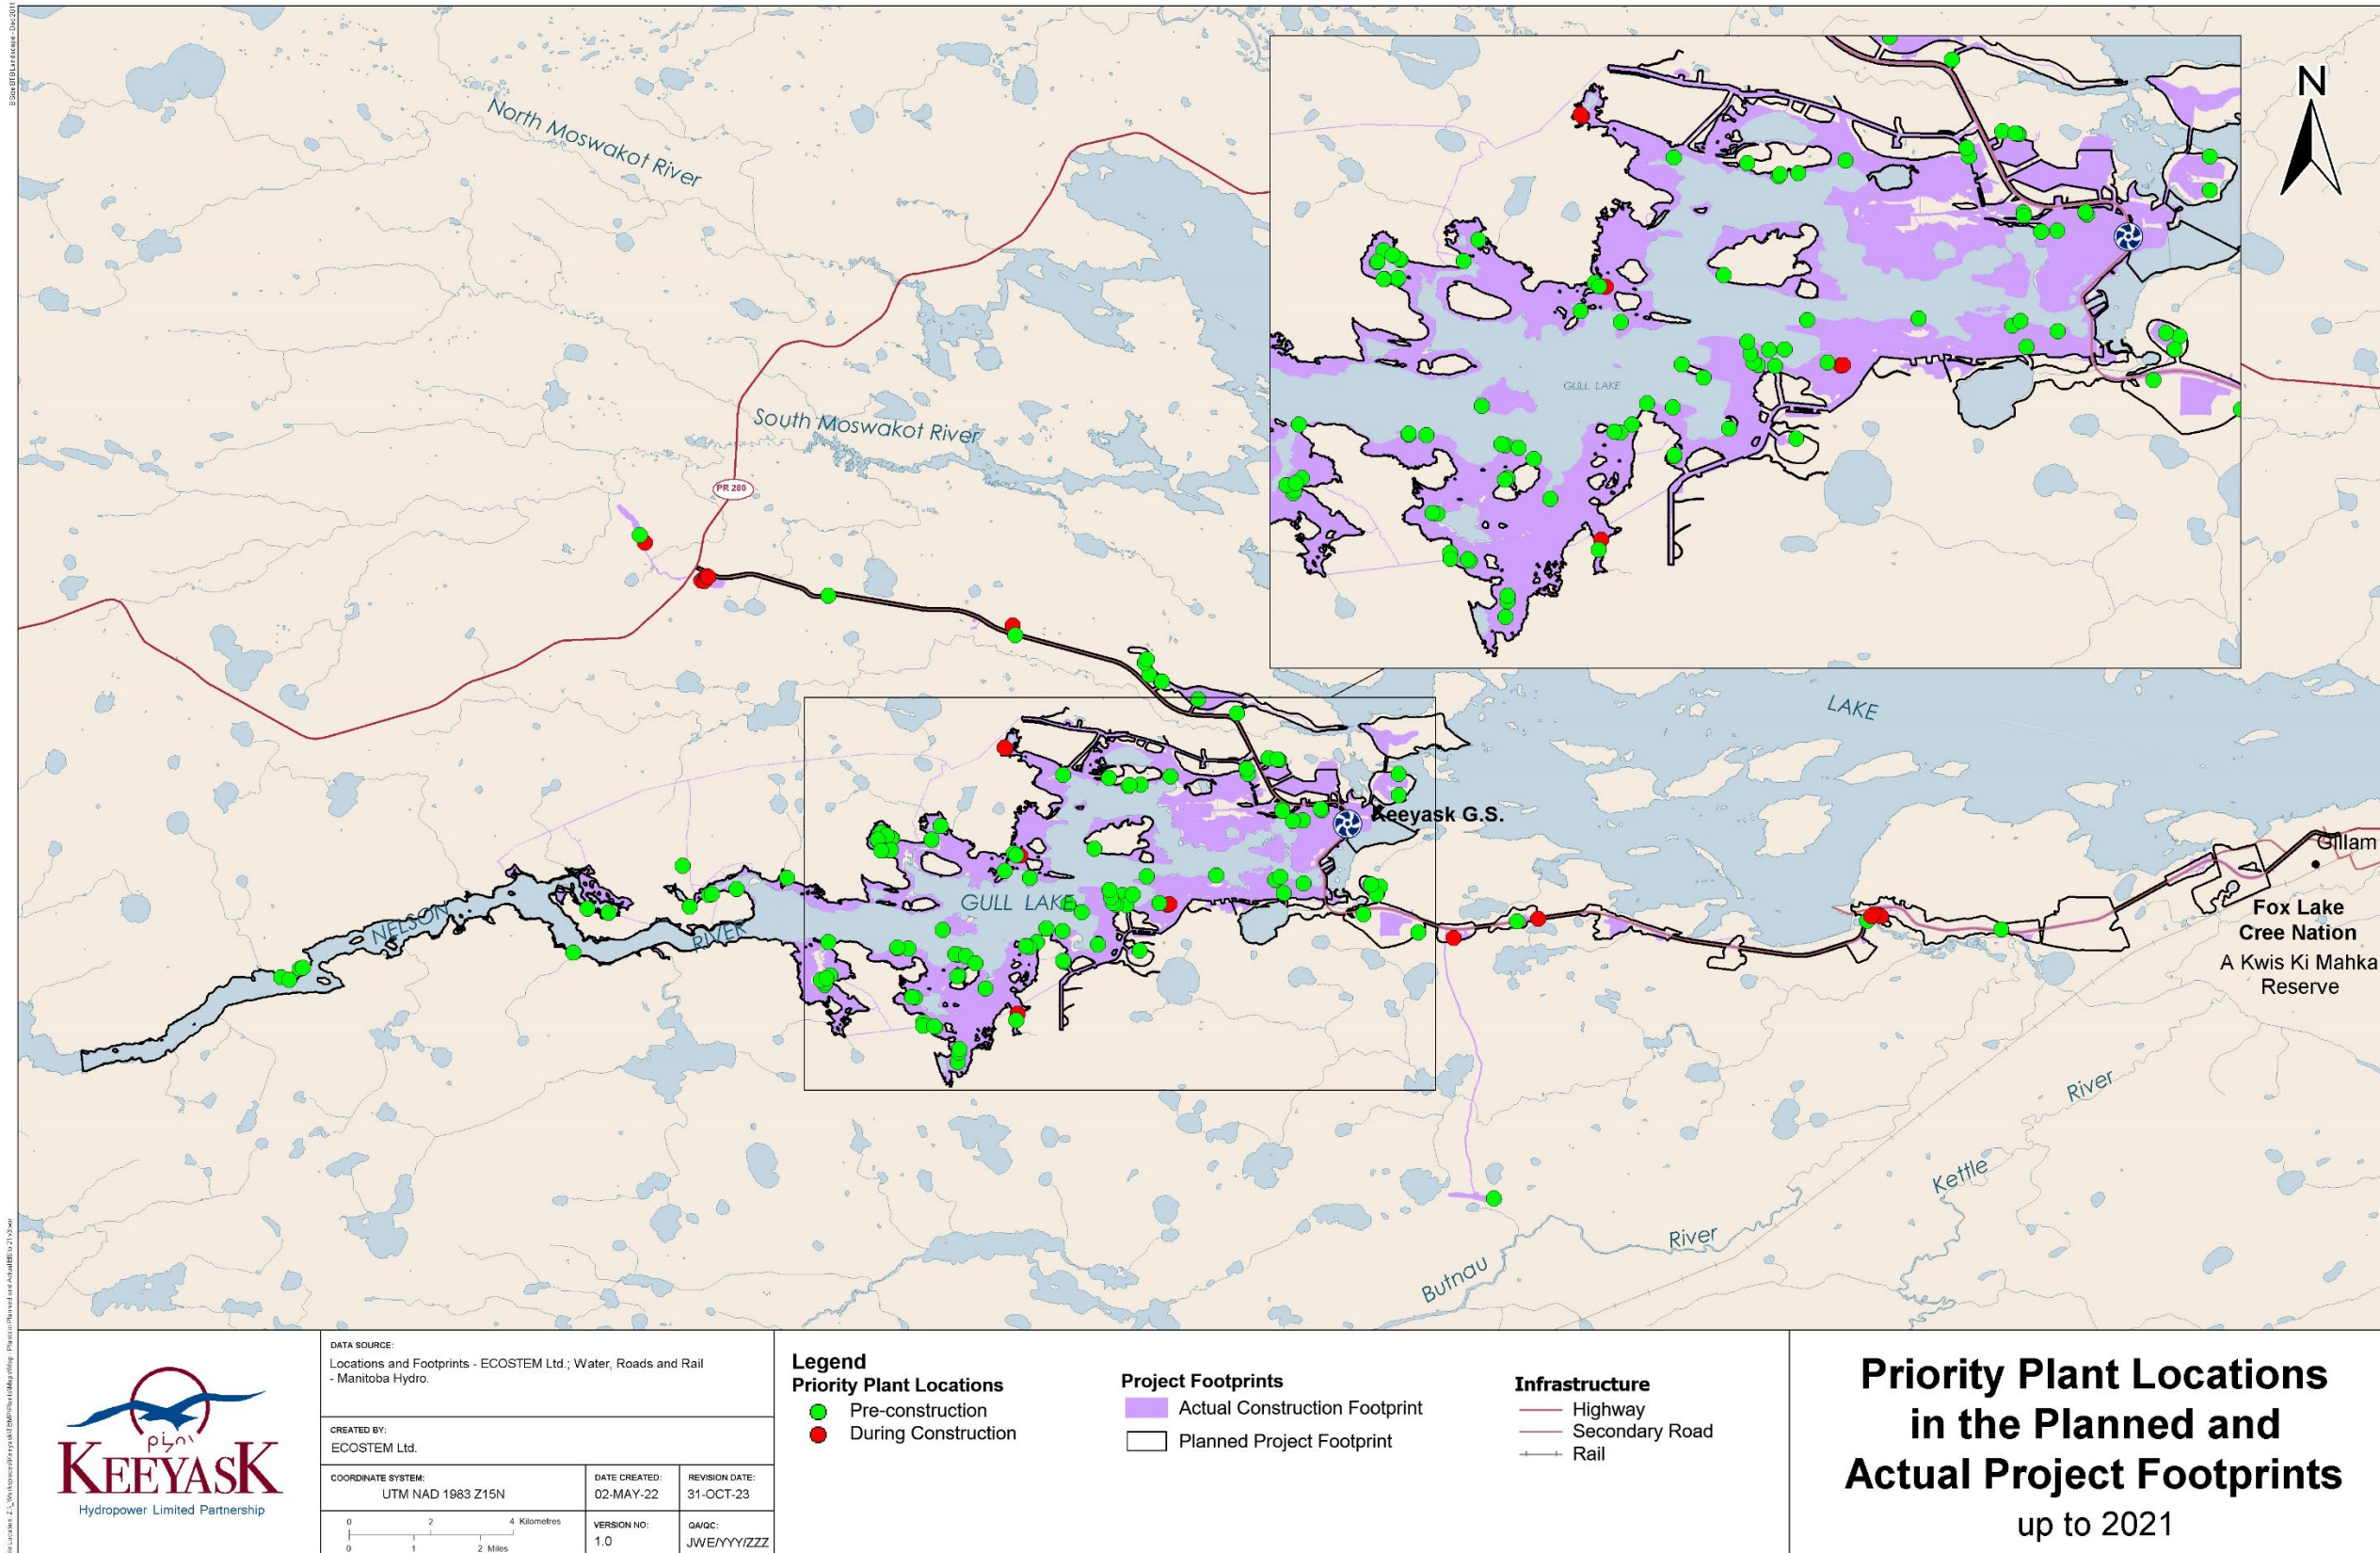 North Moswakot River
N
GULL LAKE
South Moswakot River
PR 280
LAKE
Keeyask G.S.
Gillam
GULL LAKE
NELSON
RIVER
Fox Lake
Cree Nation
A Kwis Ki Mahka
Reserve
River
Kettle
River
Butnau
ᑭᔭᐢᐠ
KEEYASK
Hydropower Limited Partnership
DATA SOURCE:
Locations and Footprints - ECOSTEM Ltd.; Water, Roads and Rail
- Manitoba Hydro.
CREATED BY:
ECOSTEM Ltd.
COORDINATE SYSTEM:
UTM NAD 1983 Z15N
DATE CREATED:
02-MAY-22
REVISION DATE:
31-OCT-23
0 2 4 Kilometres
0 1 2 Miles
VERSION NO:
1.0
QA/QC:
JWE/YYY/ZZZ
Legend
Priority Plant Locations
Pre-construction
During Construction
Project Footprints
Actual Construction Footprint
Planned Project Footprint
Infrastructure
Highway
Secondary Road
Rail
Priority Plant Locations
in the Planned and
Actual Project Footprints
up to 2021